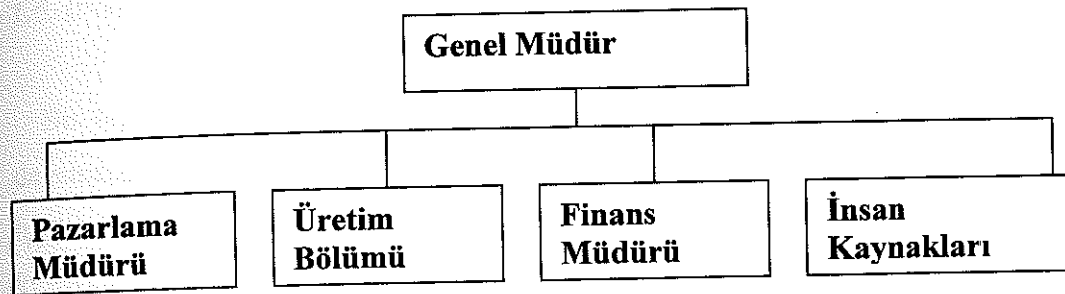 Genel Müdür
Pazarlama
Müdürü
Üretim
Bölümü
Finans
Müdürü
İnsan
Kaynakları